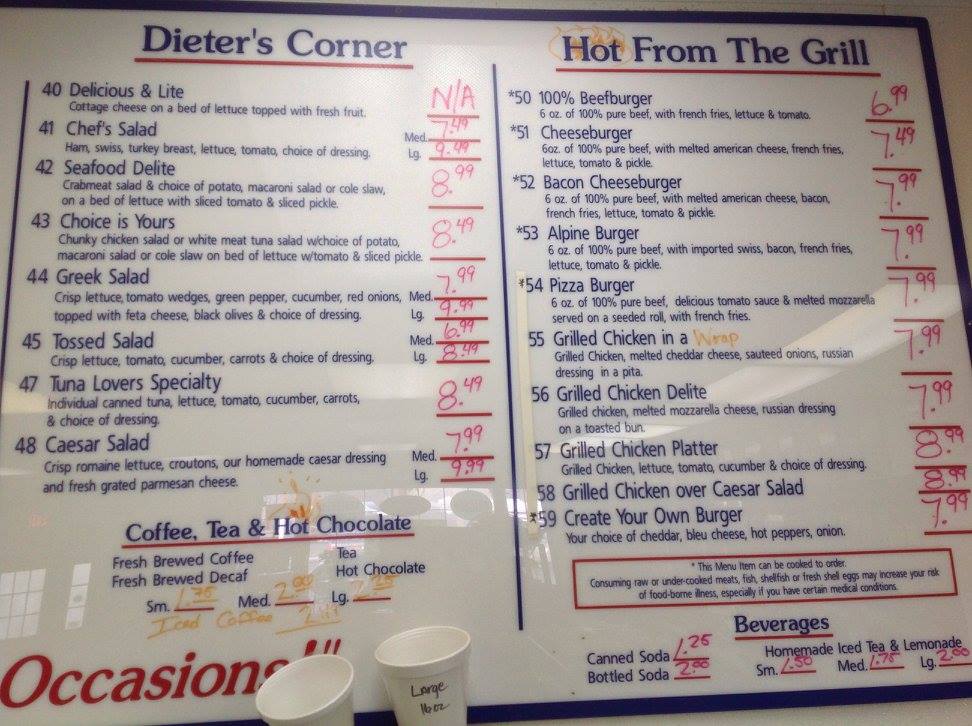 Dieter's Corner
40 Delicious & Lite N/A
Cottage cheese on a bed of lettuce topped with fresh fruit.
41 Chef's Salad Med. 7.49
Ham, swiss, turkey breast, lettuce, tomato, choice of dressing. Lg. 9.49
42 Seafood Delite 8.99
Crabmeat salad & choice of potato, macaroni salad or cole slaw,
on a bed of lettuce with sliced tomato & sliced pickle.
43 Choice is Yours 8.49
Chunky chicken salad or white meat tuna salad w/choice of potato,
macaroni salad or cole slaw on bed of lettuce w/tomato & sliced pickle.
44 Greek Salad 7.99
Crisp lettuce, tomato wedges, green pepper, cucumber, red onions, Med.
topped with feta cheese, black olives & choice of dressing. Lg. 9.99
45 Tossed Salad Med. 6.99
Crisp lettuce, tomato, cucumber, carrots & choice of dressing. Lg. 8.49
47 Tuna Lovers Specialty 8.49
Individual canned tuna, lettuce, tomato, cucumber, carrots,
& choice of dressing.
48 Caesar Salad 7.99
Crisp romaine lettuce, croutons, our homemade caesar dressing Med.
and fresh grated parmesan cheese. Lg. 9.99
Coffee, Tea & Hot Chocolate
Fresh Brewed Coffee Tea
Fresh Brewed Decaf Hot Chocolate
Sm. 1.75 Med. 2.00 Lg. 2.25
Iced Coffee
Occasions!!!
Large
16oz
Hot From The Grill
*50 100% Beefburger 6.99
6 oz. of 100% pure beef, with french fries, lettuce & tomato.
*51 Cheeseburger 7.49
6oz. of 100% pure beef, with melted american cheese, french fries,
lettuce, tomato & pickle.
*52 Bacon Cheeseburger 7.99
6 oz. of 100% pure beef, with melted american cheese, bacon,
french fries, lettuce, tomato & pickle.
*53 Alpine Burger 7.99
6 oz. of 100% pure beef, with imported swiss, bacon, french fries,
lettuce, tomato & pickle.
*54 Pizza Burger 7.99
6 oz. of 100% pure beef, delicious tomato sauce & melted mozzarella
served on a seeded roll, with french fries.
55 Grilled Chicken in a Wrap 7.99
Grilled Chicken, melted cheddar cheese, sauteed onions, russian
dressing in a pita.
56 Grilled Chicken Delite 7.99
Grilled chicken, melted mozzarella cheese, russian dressing
on a toasted bun.
57 Grilled Chicken Platter 8.99
Grilled Chicken, lettuce, tomato, cucumber & choice of dressing.
58 Grilled Chicken over Caesar Salad 8.99
*59 Create Your Own Burger 7.99
Your choice of cheddar, bleu cheese, hot peppers, onion.
* This Menu Item can be cooked to order.
Consuming raw or under-cooked meats, fish, shellfish or fresh shell eggs may increase your risk
of food-borne illness, especially if you have certain medical conditions.
Beverages
Canned Soda 1.25
Bottled Soda 2.00
Homemade Iced Tea & Lemonade
Sm. 1.50 Med. 1.75 Lg. 2.00